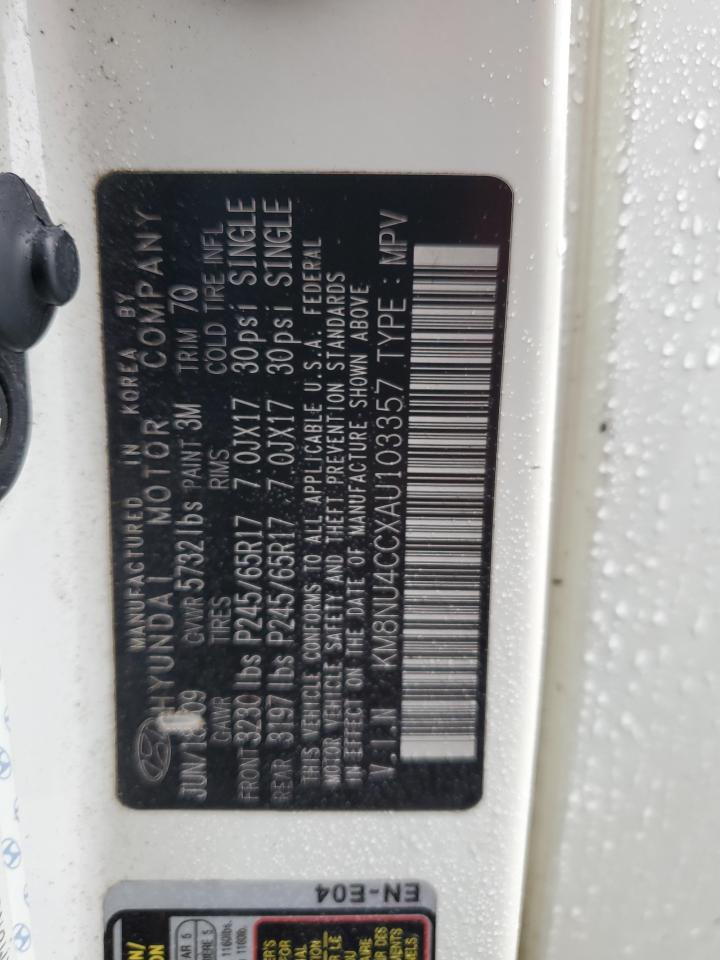 MANUFACTURED IN KOREA BY
HYUNDAI MOTOR COMPANY
JUN/18/09 GVWR 5732 lbs PAINT 3M TRIM 7Q
GAWR TIRES RMS COLD TIRE INFL
FRONT 3230 lbs P245/65R17 7.0JX17 30psi SINGLE
REAR 3197 lbs P245/65R17 7.0JX17 30psi SINGLE
THIS VEHICLE CONFORMS TO ALL APPLICABLE U.S.A. FEDERAL
MOTOR VEHICLE SAFETY AND THEFT PREVENTION STANDARDS
IN EFFECT ON THE DATE OF MANUFACTURE SHOWN ABOVE
V.I.N : KM8NU4CCXAU103357 TYPE : MPV
EN-E04